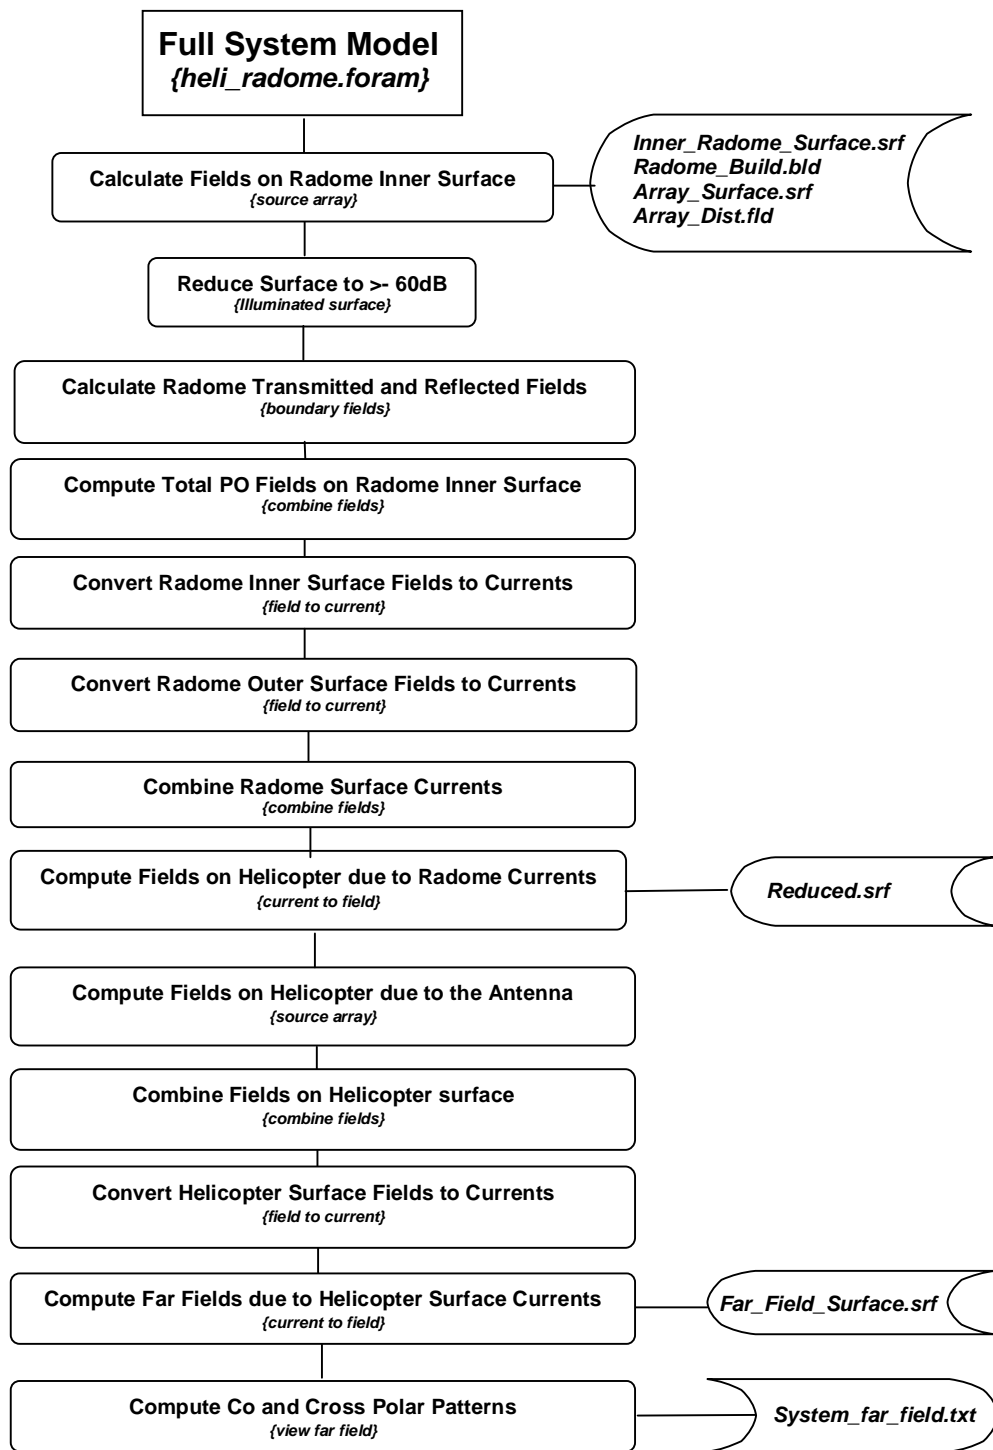 Full System Model
{heli_radome.foram}
Calculate Fields on Radome Inner Surface
{source array}
Inner_Radome_Surface.srf
Radome_Build.bld
Array_Surface.srf
Array_Dist.fld
Reduce Surface to >- 60dB
{Illuminated surface}
Calculate Radome Transmitted and Reflected Fields
{boundary fields}
Compute Total PO Fields on Radome Inner Surface
{combine fields}
Convert Radome Inner Surface Fields to Currents
{field to current}
Convert Radome Outer Surface Fields to Currents
{field to current}
Combine Radome Surface Currents
{combine fields}
Compute Fields on Helicopter due to Radome Currents
{current to field}
Reduced.srf
Compute Fields on Helicopter due to the Antenna
{source array}
Combine Fields on Helicopter surface
{combine fields}
Convert Helicopter Surface Fields to Currents
{field to current}
Compute Far Fields due to Helicopter Surface Currents
{current to field}
Far_Field_Surface.srf
Compute Co and Cross Polar Patterns
{view far field}
System_far_field.txt